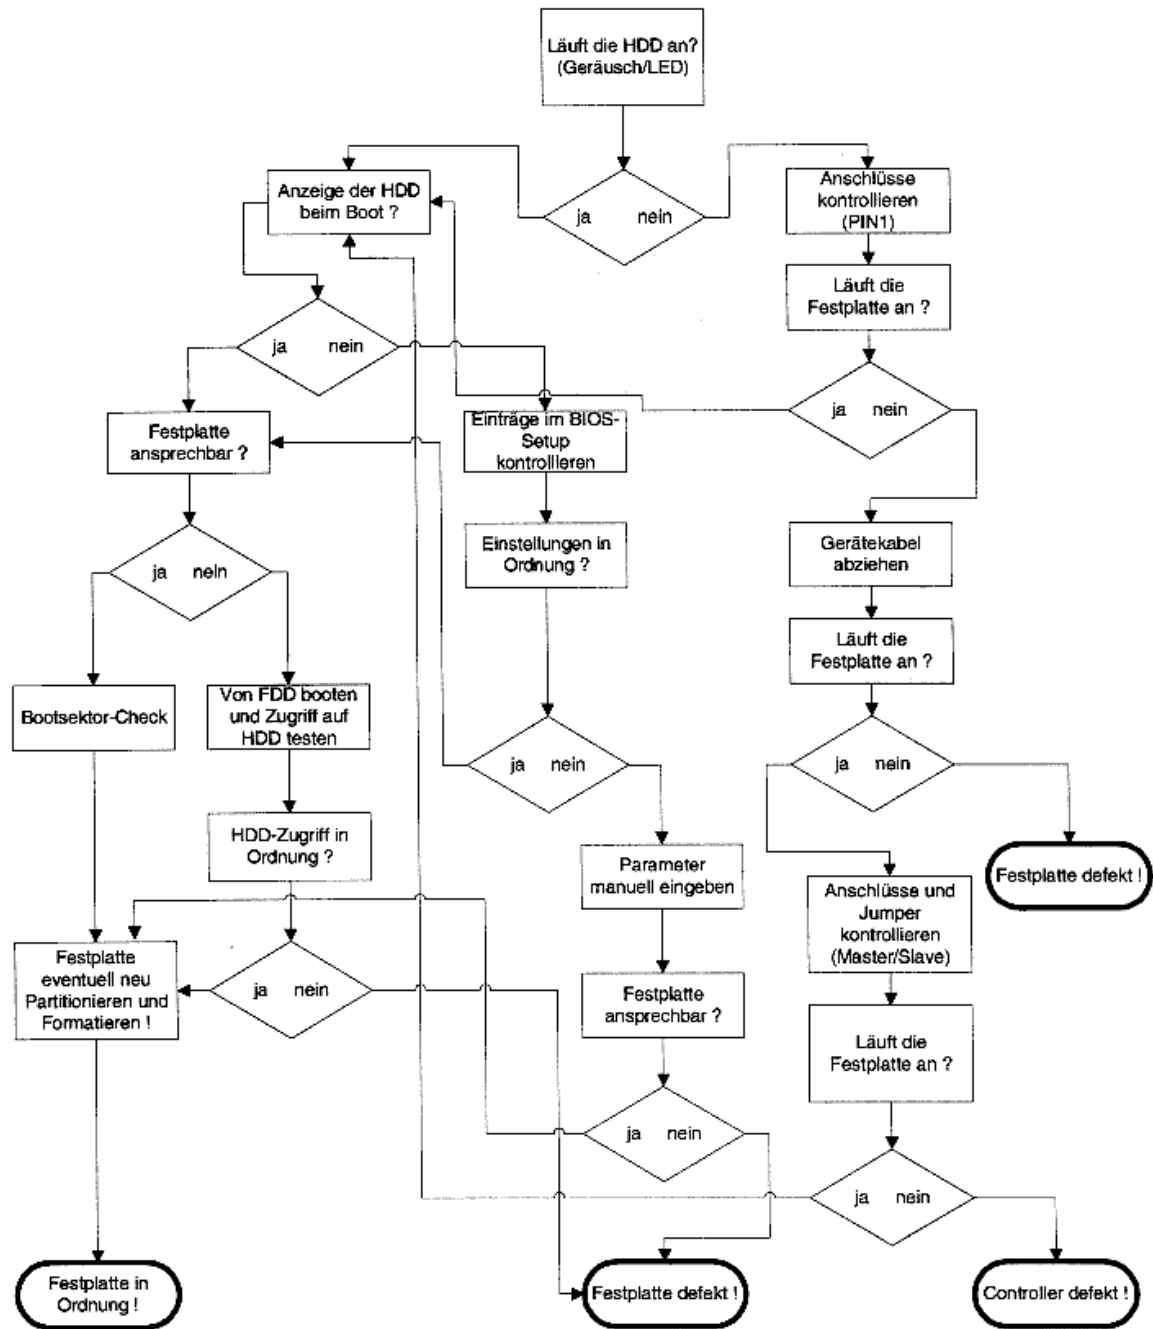 Läuft die HDD an?
(Geräusch/LED)
ja nein
Anzeige der HDD
beim Boot ?
Anschlüsse
kontrollieren
(PIN1)
Läuft die
Festplatte an ?
ja nein
ja nein
Festplatte
ansprechbar ?
Einträge im BIOS-
Setup
kontrollieren
Einstellungen in
Ordnung ?
Gerätekabel
abziehen
ja nein
Läuft die
Festplatte an ?
Bootsektor-Check
Von FDD booten
und Zugriff auf
HDD testen
ja nein
ja nein
HDD-Zugriff in
Ordnung ?
Parameter
manuell eingeben
Festplatte defekt !
Anschlüsse und
Jumper
kontrollieren
(Master/Slave)
Festplatte
eventuell neu
Partitionieren und
Formatieren !
ja nein
Festplatte
ansprechbar ?
Läuft die
Festplatte an ?
ja nein
ja nein
Festplatte in
Ordnung !
Festplatte defekt !
Controller defekt !